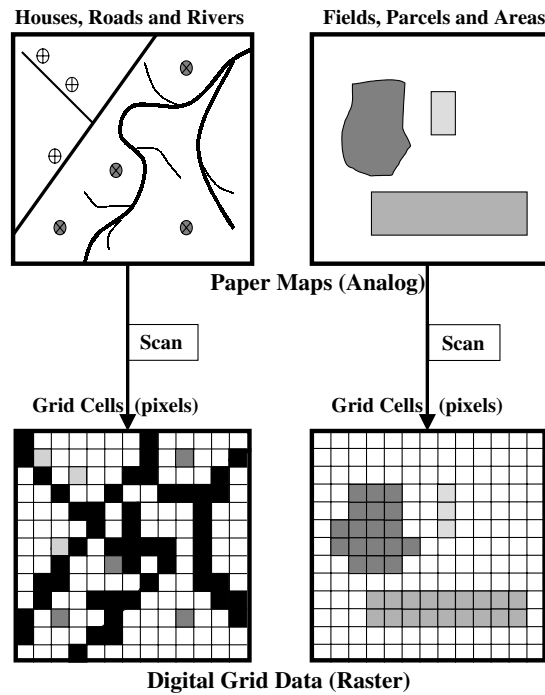 Houses, Roads and Rivers
Fields, Parcels and Areas
Paper Maps (Analog)
Scan
Scan
Grid Cells (pixels)
Grid Cells (pixels)
Digital Grid Data (Raster)